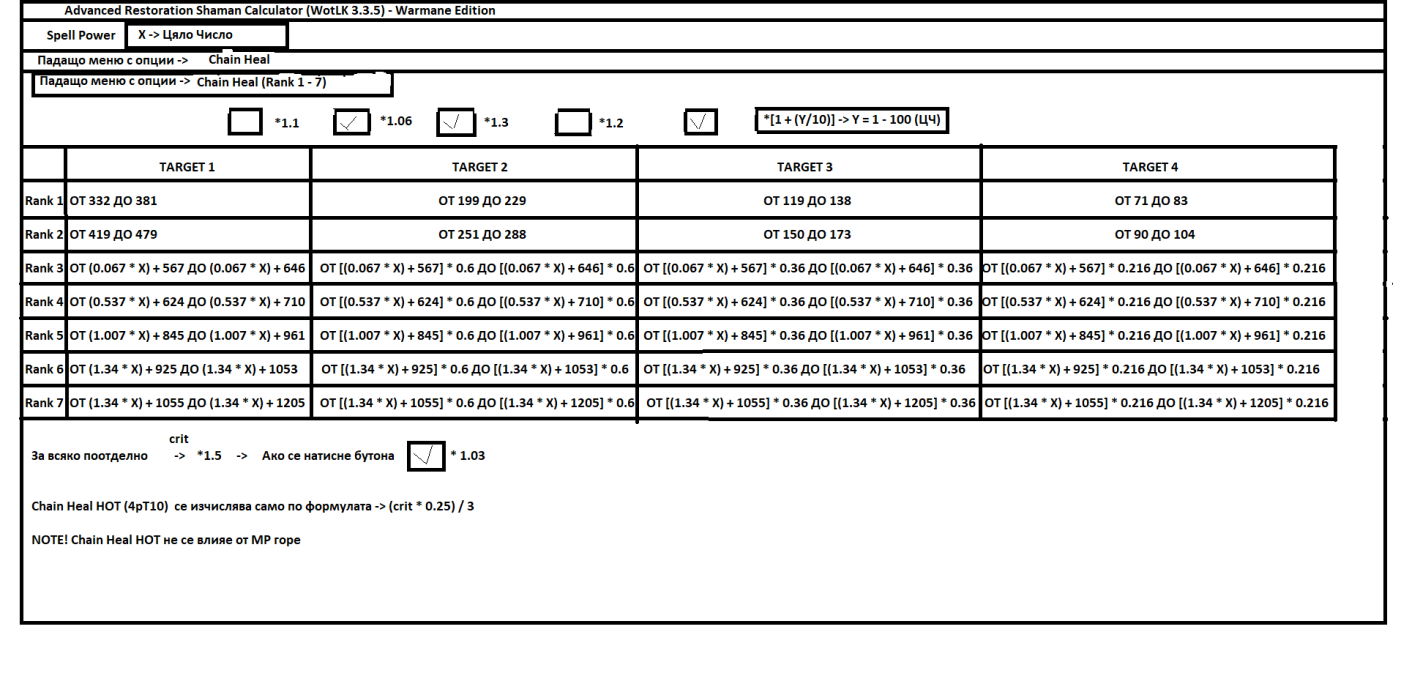 Advanced Restoration Shaman Calculator (WotLK 3.3.5) - Warmane Edition
Spell Power X -> Цяло Число
Падащо меню с опции -> Chain Heal
Падащо меню с опции -> Chain Heal (Rank 1 - 7)
*1.1 *1.06 *1.3 *1.2 *[1 + (Y/10)] -> Y = 1 - 100 (ЦЧ)
TARGET 1 TARGET 2 TARGET 3 TARGET 4
Rank 1 ОТ 332 ДО 381 ОТ 199 ДО 229 ОТ 119 ДО 138 ОТ 71 ДО 83
Rank 2 ОТ 419 ДО 479 ОТ 251 ДО 288 ОТ 150 ДО 173 ОТ 90 ДО 104
Rank 3 ОТ (0.067 * X) + 567 ДО (0.067 * X) + 646 ОТ [(0.067 * X) + 567] * 0.6 ДО [(0.067 * X) + 646] * 0.6 ОТ [(0.067 * X) + 567] * 0.36 ДО [(0.067 * X) + 646] * 0.36 ОТ [(0.067 * X) + 567] * 0.216 ДО [(0.067 * X) + 646] * 0.216
Rank 4 ОТ (0.537 * X) + 624 ДО (0.537 * X) + 710 ОТ [(0.537 * X) + 624] * 0.6 ДО [(0.537 * X) + 710] * 0.6 ОТ [(0.537 * X) + 624] * 0.36 ДО [(0.537 * X) + 710] * 0.36 ОТ [(0.537 * X) + 624] * 0.216 ДО [(0.537 * X) + 710] * 0.216
Rank 5 ОТ (1.007 * X) + 845 ДО (1.007 * X) + 961 ОТ [(1.007 * X) + 845] * 0.6 ДО [(1.007 * X) + 961] * 0.6 ОТ [(1.007 * X) + 845] * 0.36 ДО [(1.007 * X) + 961] * 0.36 ОТ [(1.007 * X) + 845] * 0.216 ДО [(1.007 * X) + 961] * 0.216
Rank 6 ОТ (1.34 * X) + 925 ДО (1.34 * X) + 1053 ОТ [(1.34 * X) + 925] * 0.6 ДО [(1.34 * X) + 1053] * 0.6 ОТ [(1.34 * X) + 925] * 0.36 ДО [(1.34 * X) + 1053] * 0.36 ОТ [(1.34 * X) + 925] * 0.216 ДО [(1.34 * X) + 1053] * 0.216
Rank 7 ОТ (1.34 * X) + 1055 ДО (1.34 * X) + 1205 ОТ [(1.34 * X) + 1055] * 0.6 ДО [(1.34 * X) + 1205] * 0.6 ОТ [(1.34 * X) + 1055] * 0.36 ДО [(1.34 * X) + 1205] * 0.36 ОТ [(1.34 * X) + 1055] * 0.216 ДО [(1.34 * X) + 1205] * 0.216
crit
За всяко поотделно -> *1.5 -> Ако се натисне бутона * 1.03
Chain Heal HOT (4pT10) се изчислява само по формулата -> (crit * 0.25) / 3
NOTE! Chain Heal HOT не се влияе от МР горе